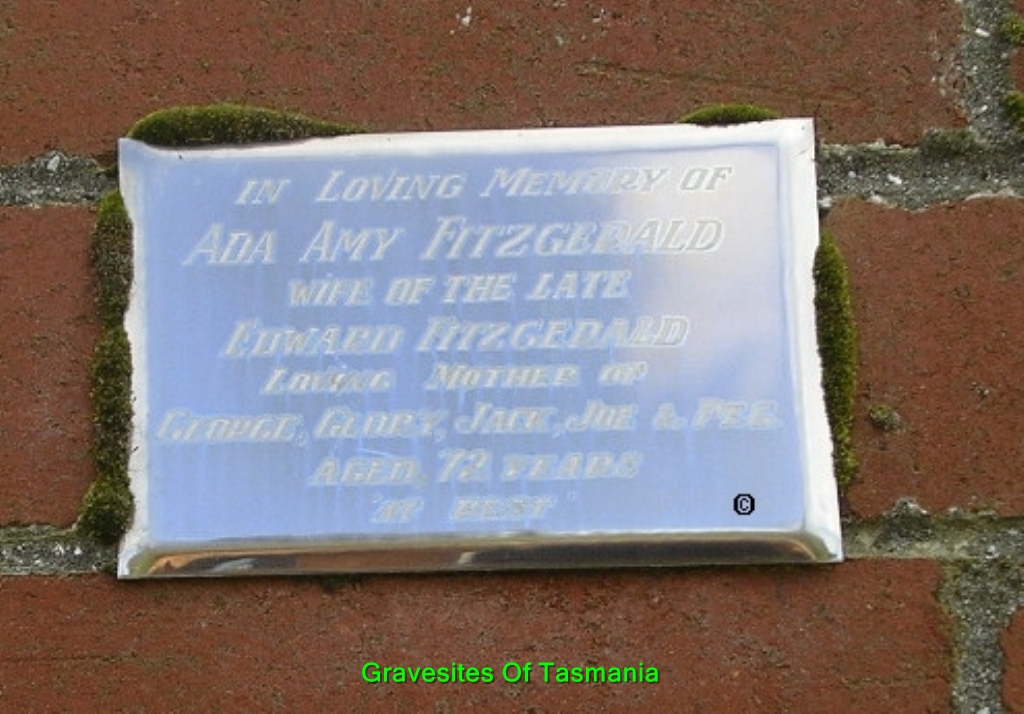 IN LOVING MEMORY OF
ADA AMY FITZGERALD
WIFE OF THE LATE
EDWARD FITZGERALD
LOVING MOTHER OF
GEORGE, GLORY, JACK, JOE & PEG
AGED 72 YEARS
"AT REST"
©
Gravesites Of Tasmania